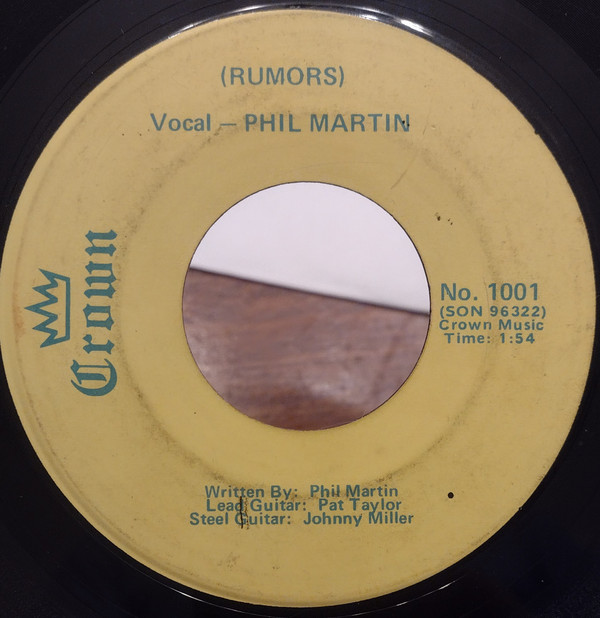 (RUMORS)
Vocal — PHIL MARTIN
Crown
No. 1001
(SON 96322)
Crown Music
Time: 1:54
Written By: Phil Martin
Lead Guitar: Pat Taylor
Steel Guitar: Johnny Miller